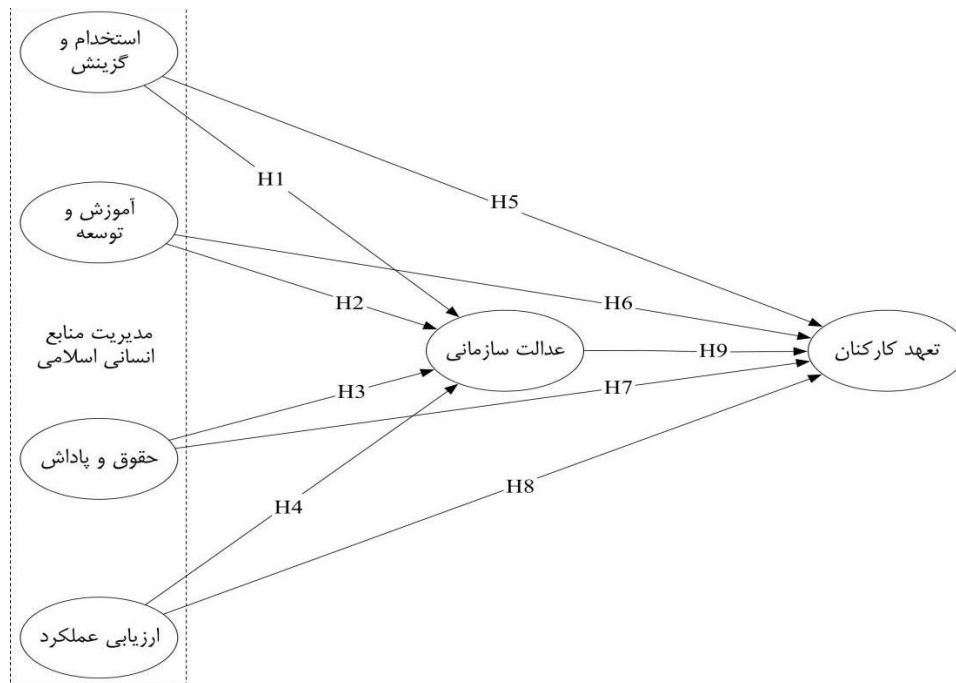 استخدام و
گزینش
H1
H5
آموزش و
توسعه
H2
H6
مدیریت منابع
انسانی اسلامی
عدالت سازمانی
H9
تعهد کارکنان
H3
H7
حقوق و پاداش
H4
H8
ارزیابی عملکرد